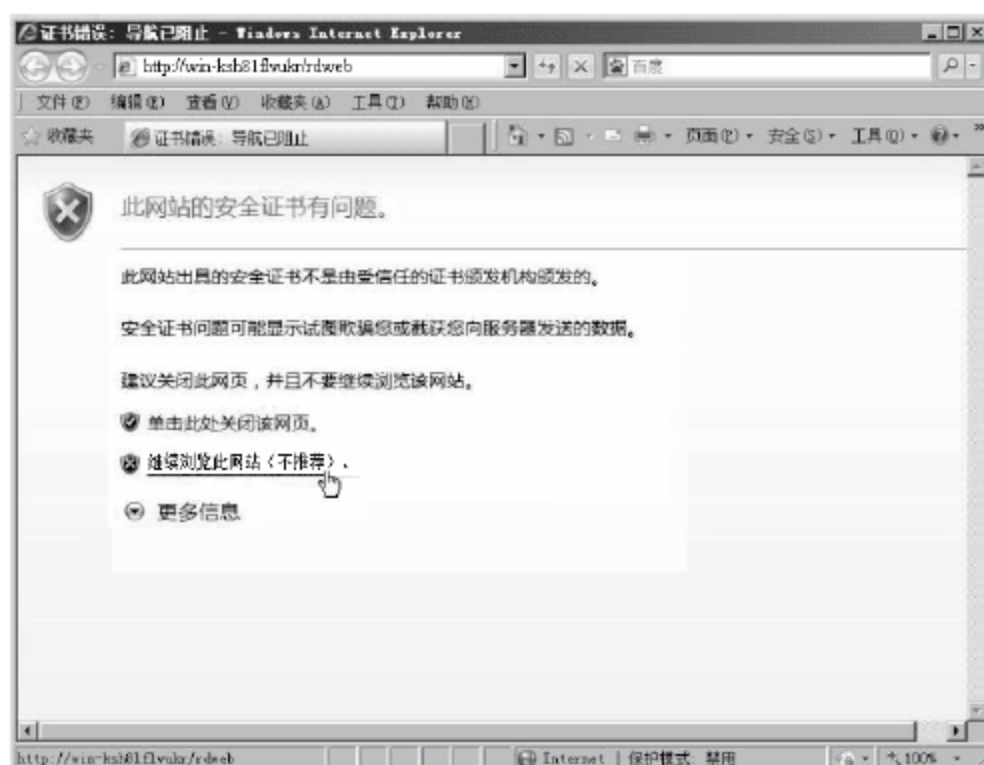 证书错误: 导航已阻止 - Windows Internet Explorer
http://win-ksh81flvukr/rdweb
百度
文件(F) 编辑(E) 查看(V) 收藏夹(A) 工具(T) 帮助(H)
收藏夹 证书错误: 导航已阻止 页面(P) 安全(S) 工具(O)
此网站的安全证书有问题。
此网站出具的安全证书不是由受信任的证书颁发机构颁发的。
安全证书问题可能显示试图欺骗您或截获您向服务器发送的数据。
建议关闭此网页，并且不要继续浏览该网站。
单击此处关闭该网页。
继续浏览此网站(不推荐)。
更多信息
http://win-ksh81flvukr/rdweb Internet | 保护模式: 禁用 100%